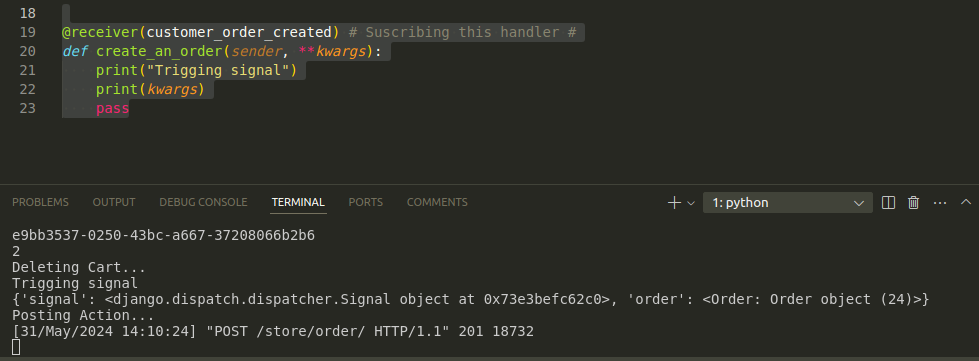 18
19 @receiver(customer_order_created) # Suscribing this handler #
20 def create_an_order(sender, **kwargs):
21     print("Trigging signal")
22     print(kwargs)
23     pass
PROBLEMS OUTPUT DEBUG CONSOLE TERMINAL PORTS COMMENTS 1: python
e9bb3537-0250-43bc-a667-37208066b2b6
2
Deleting Cart...
Trigging signal
{'signal': <django.dispatch.dispatcher.Signal object at 0x73e3befc62c0>, 'order': <Order: Order object (24)>}
Posting Action...
[31/May/2024 14:10:24] "POST /store/order/ HTTP/1.1" 201 18732